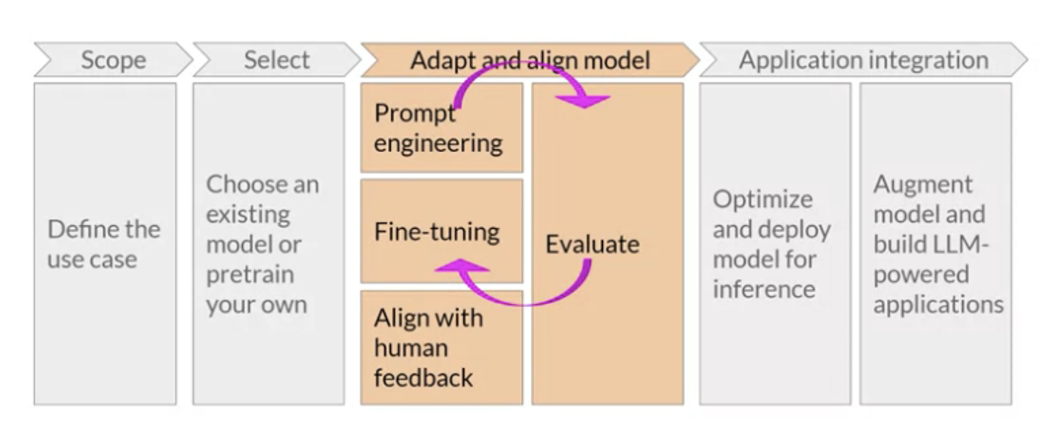 Scope
Select
Adapt and align model
Application integration
Define the
use case
Choose an
existing
model or
pretrain
your own
Prompt
engineering
Fine-tuning
Align with
human
feedback
Evaluate
Optimize
and deploy
model for
inference
Augment
model and
build LLM-
powered
applications